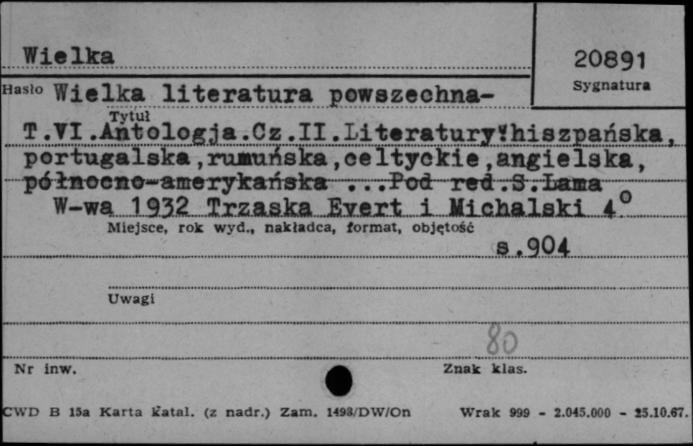 Wielka
20891
Hasło
Sygnatura
Wielka literatura powszechna-
Tytuł
T.VI.Antologja.Cz.II.Literatury:hiszpańska,
portugalska,rumuńska,celtyckie,angielska,
północno-amerykańska ...Pod red.S.Lama
W-wa 1932 Trzaska Evert i Michalski 4°
Miejsce, rok wyd., nakładca, format, objętość
s.904
Uwagi
80
Nr inw.
Znak klas.
CWD B 15a Karta katal. (z nadr.) Zam. 1498/DW/On
Wrak 999 - 2.045.000 - 25.10.67.